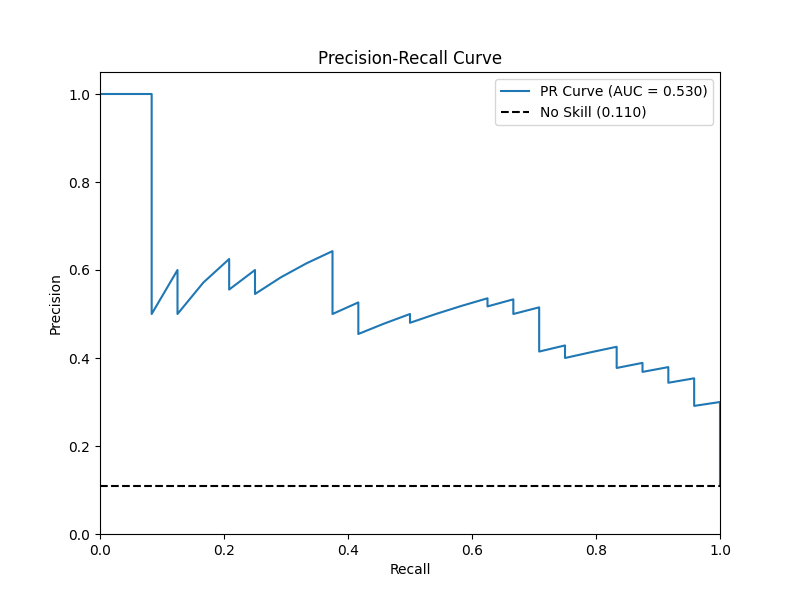 Precision-Recall Curve
PR Curve (AUC = 0.530)
No Skill (0.110)
Precision
1.0
0.8
0.6
0.4
0.2
0.0
0.0 0.2 0.4 0.6 0.8 1.0
Recall